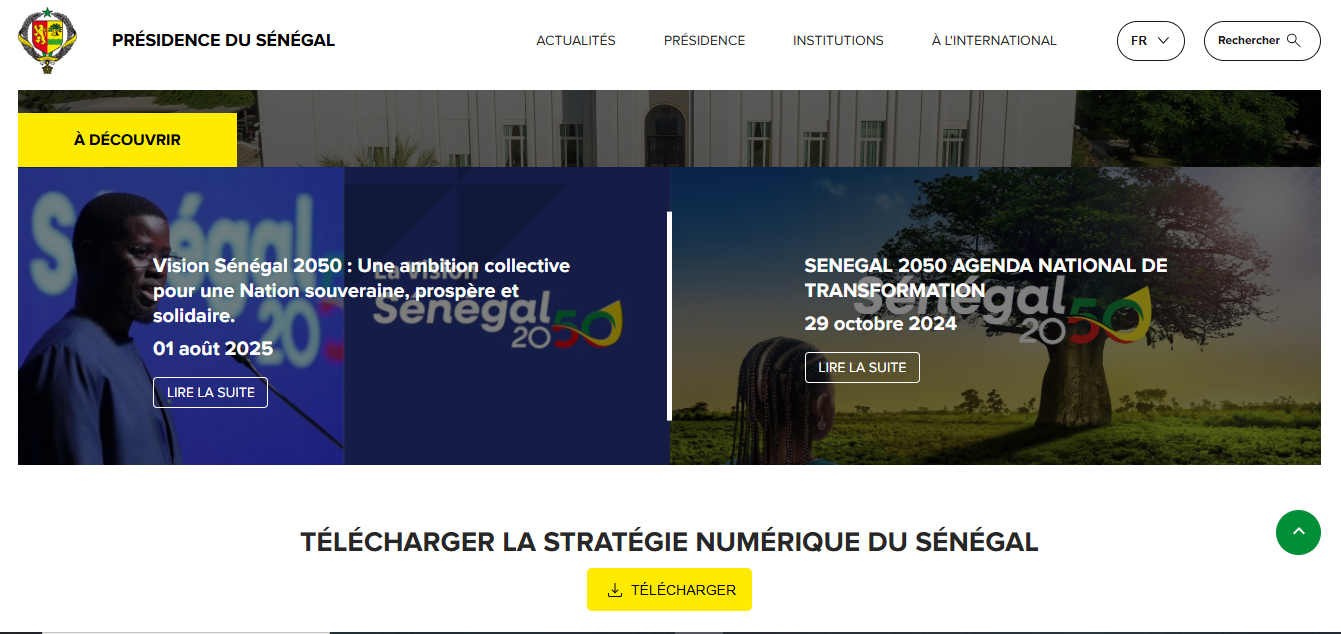 PRÉSIDENCE DU SÉNÉGAL
ACTUALITÉS
PRÉSIDENCE
INSTITUTIONS
À L'INTERNATIONAL
FR
Rechercher
À DÉCOUVRIR
Sénégal
20
La Vision
Sénégal
2050
Vision Sénégal 2050 : Une ambition collective
pour une Nation souveraine, prospère et
solidaire.
01 août 2025
LIRE LA SUITE
Sénégal
2050
SENEGAL 2050 AGENDA NATIONAL DE
TRANSFORMATION
29 octobre 2024
LIRE LA SUITE
TÉLÉCHARGER LA STRATÉGIE NUMÉRIQUE DU SÉNÉGAL
TÉLÉCHARGER